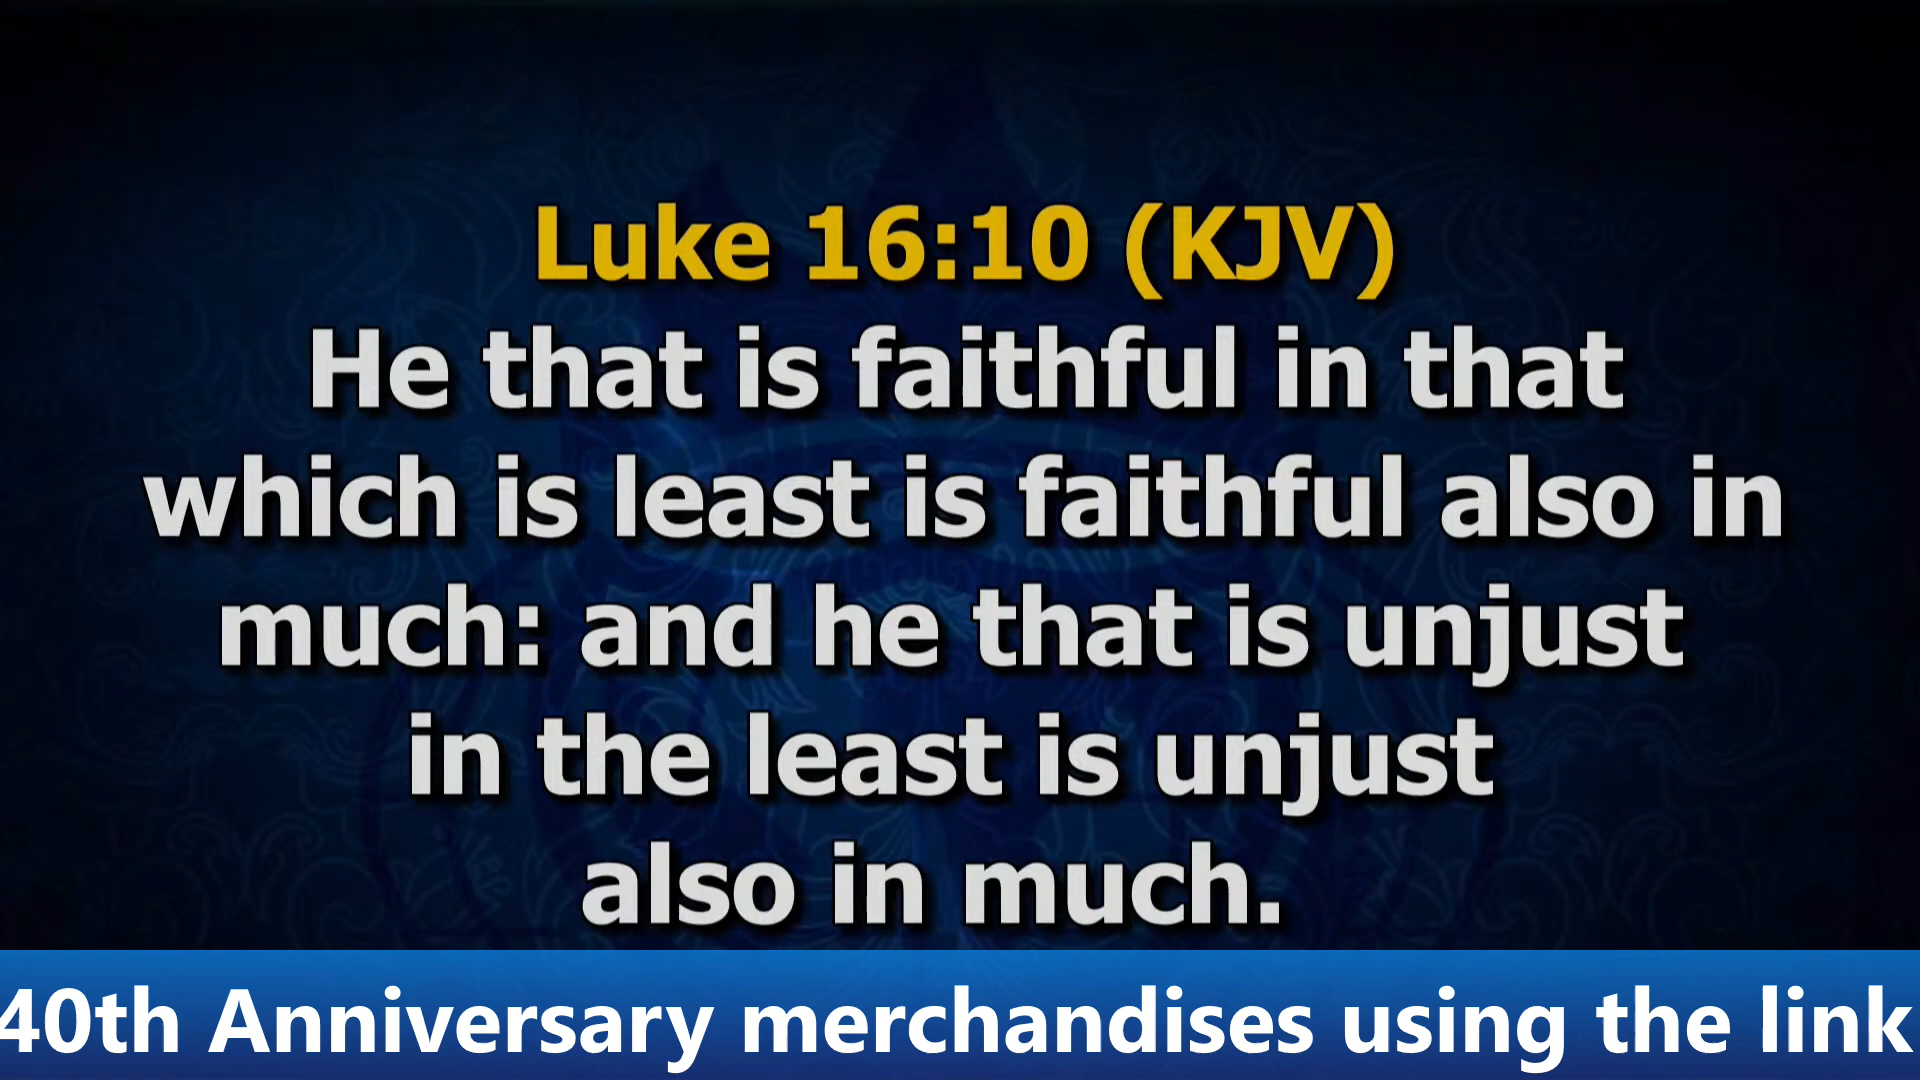 Luke 16:10 (KJV)
He that is faithful in that
which is least is faithful also in
much: and he that is unjust
in the least is unjust
also in much.
40th Anniversary merchandises using the link